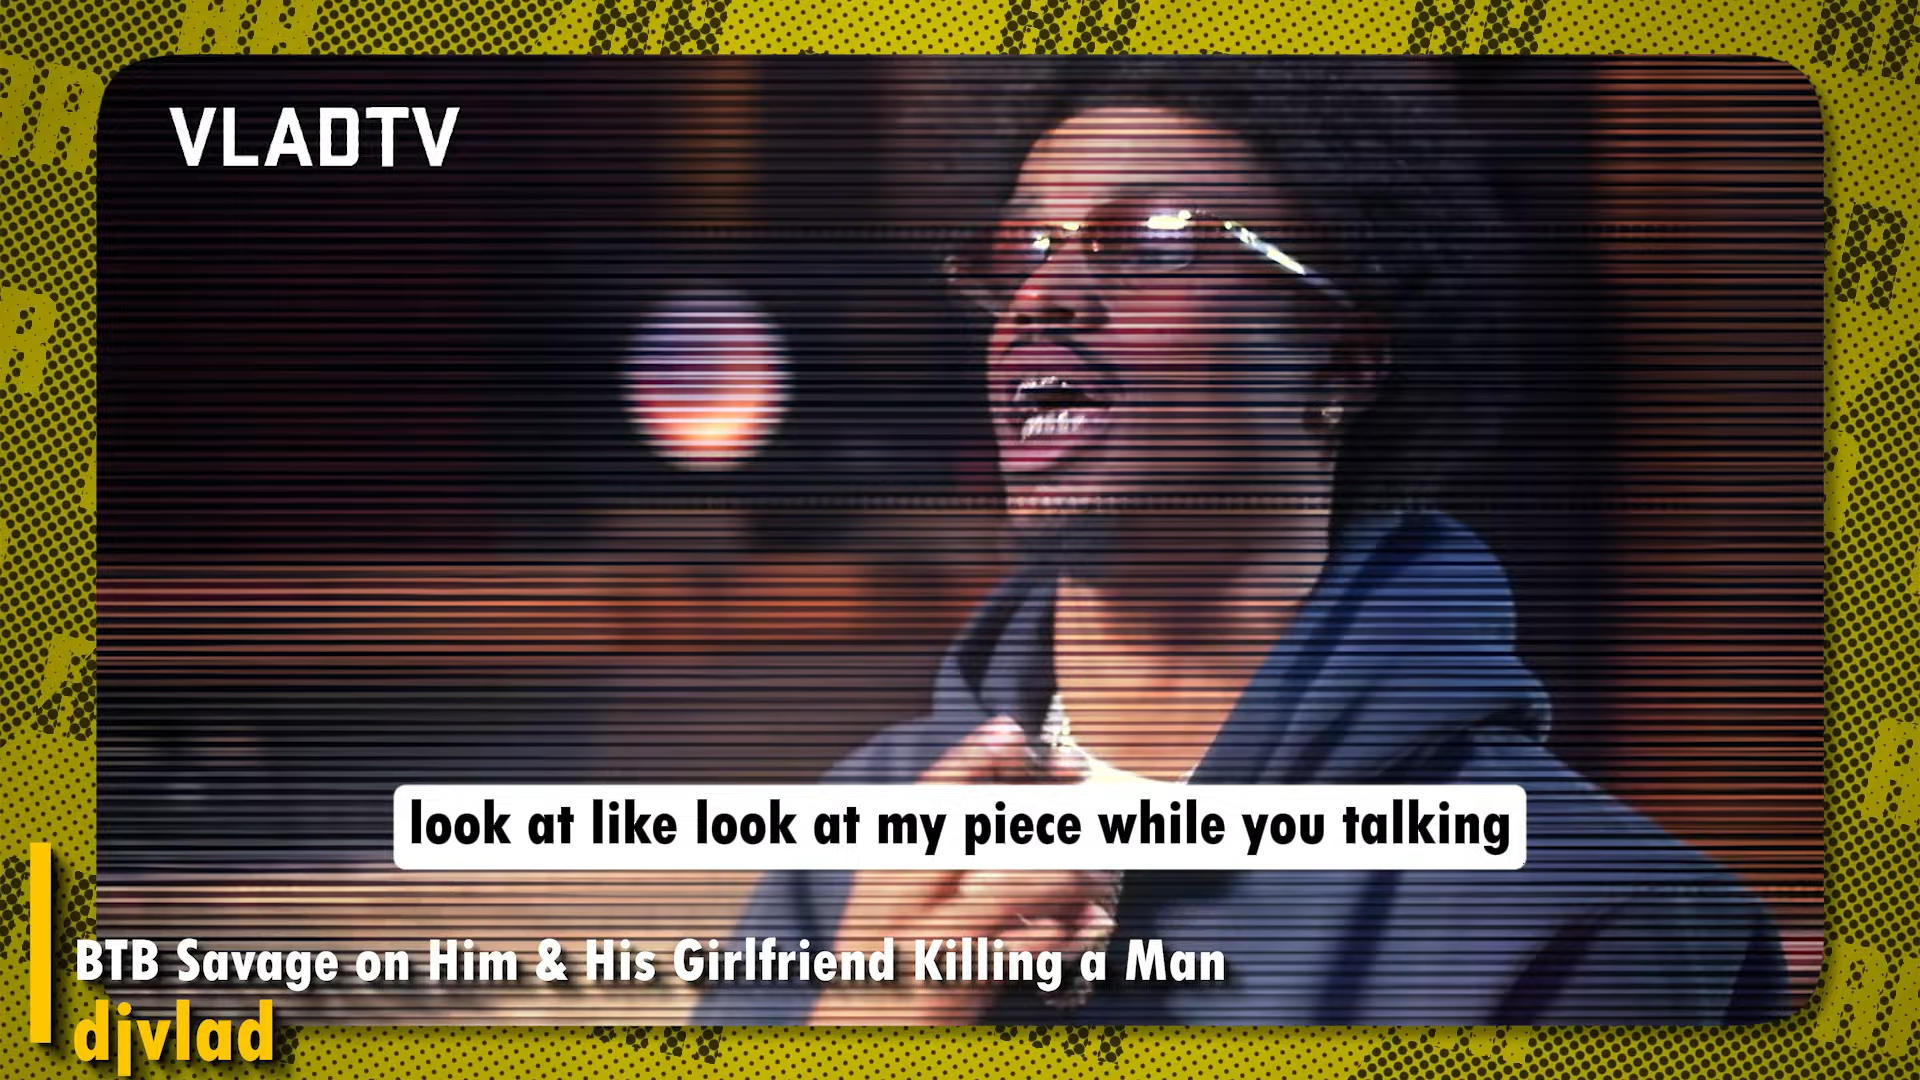 VLADTV
look at like look at my piece while you talking
BTB Savage on Him & His Girlfriend Killing a Man
djvlad